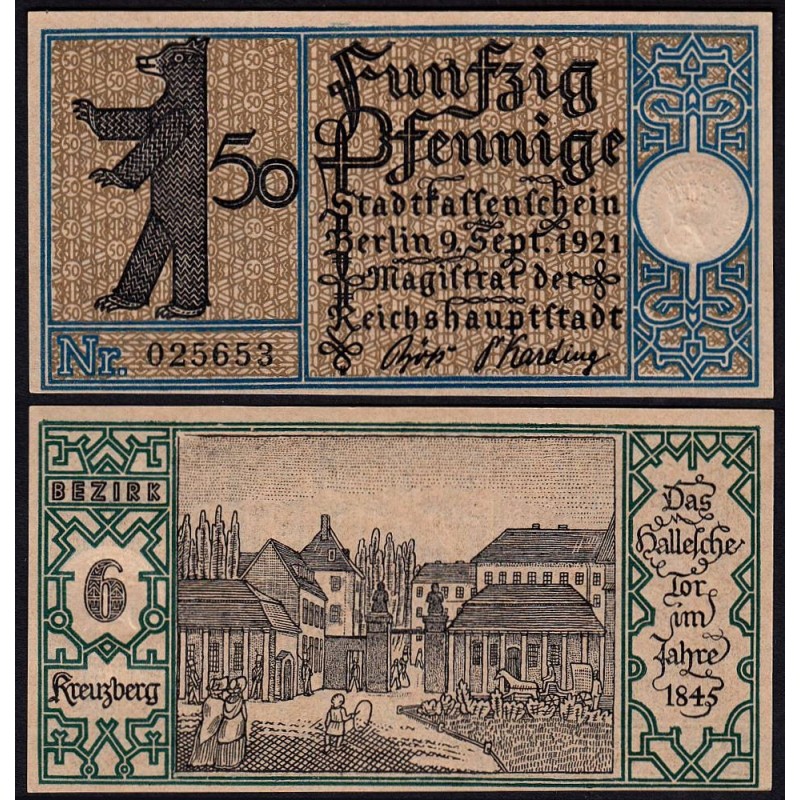 50
Funfzig
Pfennige
Stadtkassenschein
Berlin 9. Sept. 1921
Magistrat der
Reichshauptstadt
Nr. 025653
BEZIRK
6
Kreuzberg
Das
Hallesche
Tor
im
Jahre
1845